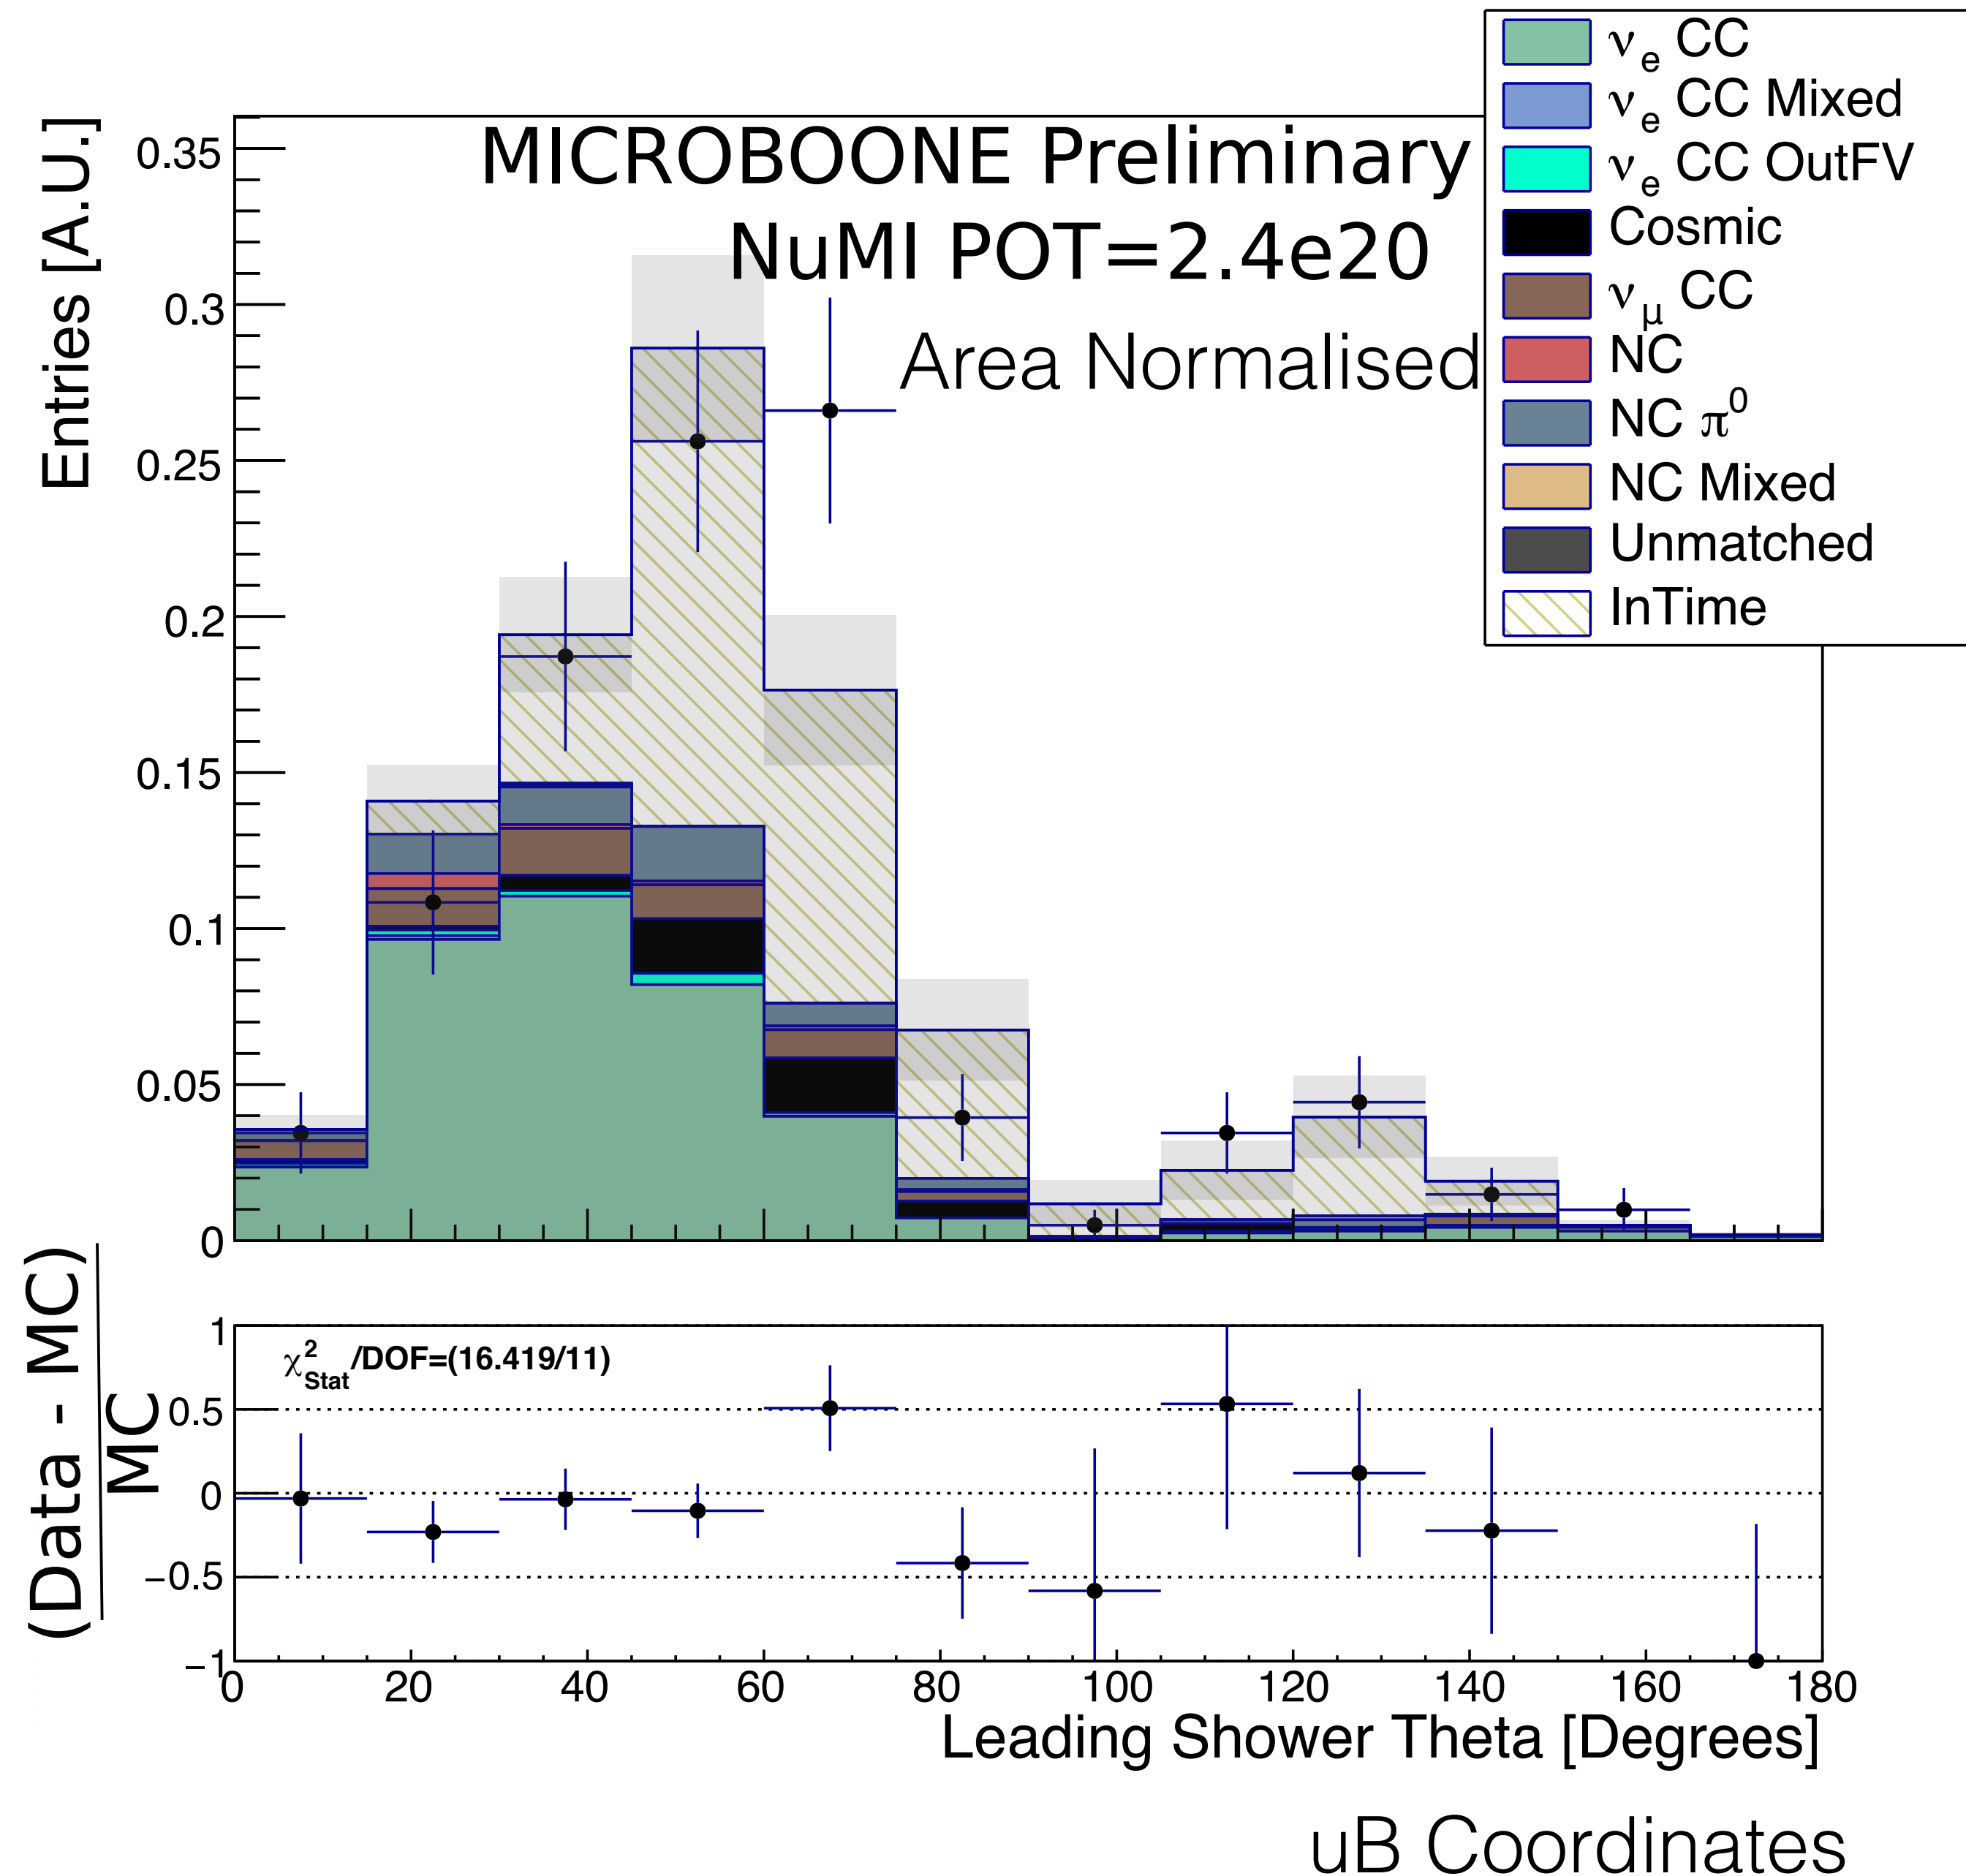 MICROBOONE Preliminary
NuMI POT=2.4e20
Area Normalised
νe CC
νe CC Mixed
νe CC OutFV
Cosmic
νμ CC
NC
NC π⁰
NC Mixed
Unmatched
InTime
Entries [A.U.]
0.35
0.3
0.25
0.2
0.15
0.1
0.05
0
(Data - MC)
MC
χ²Stat/DOF=(16.419/11)
1
0.5
0
−0.5
−1
0 20 40 60 80 100 120 140 160 180
Leading Shower Theta [Degrees]
uB Coordinates